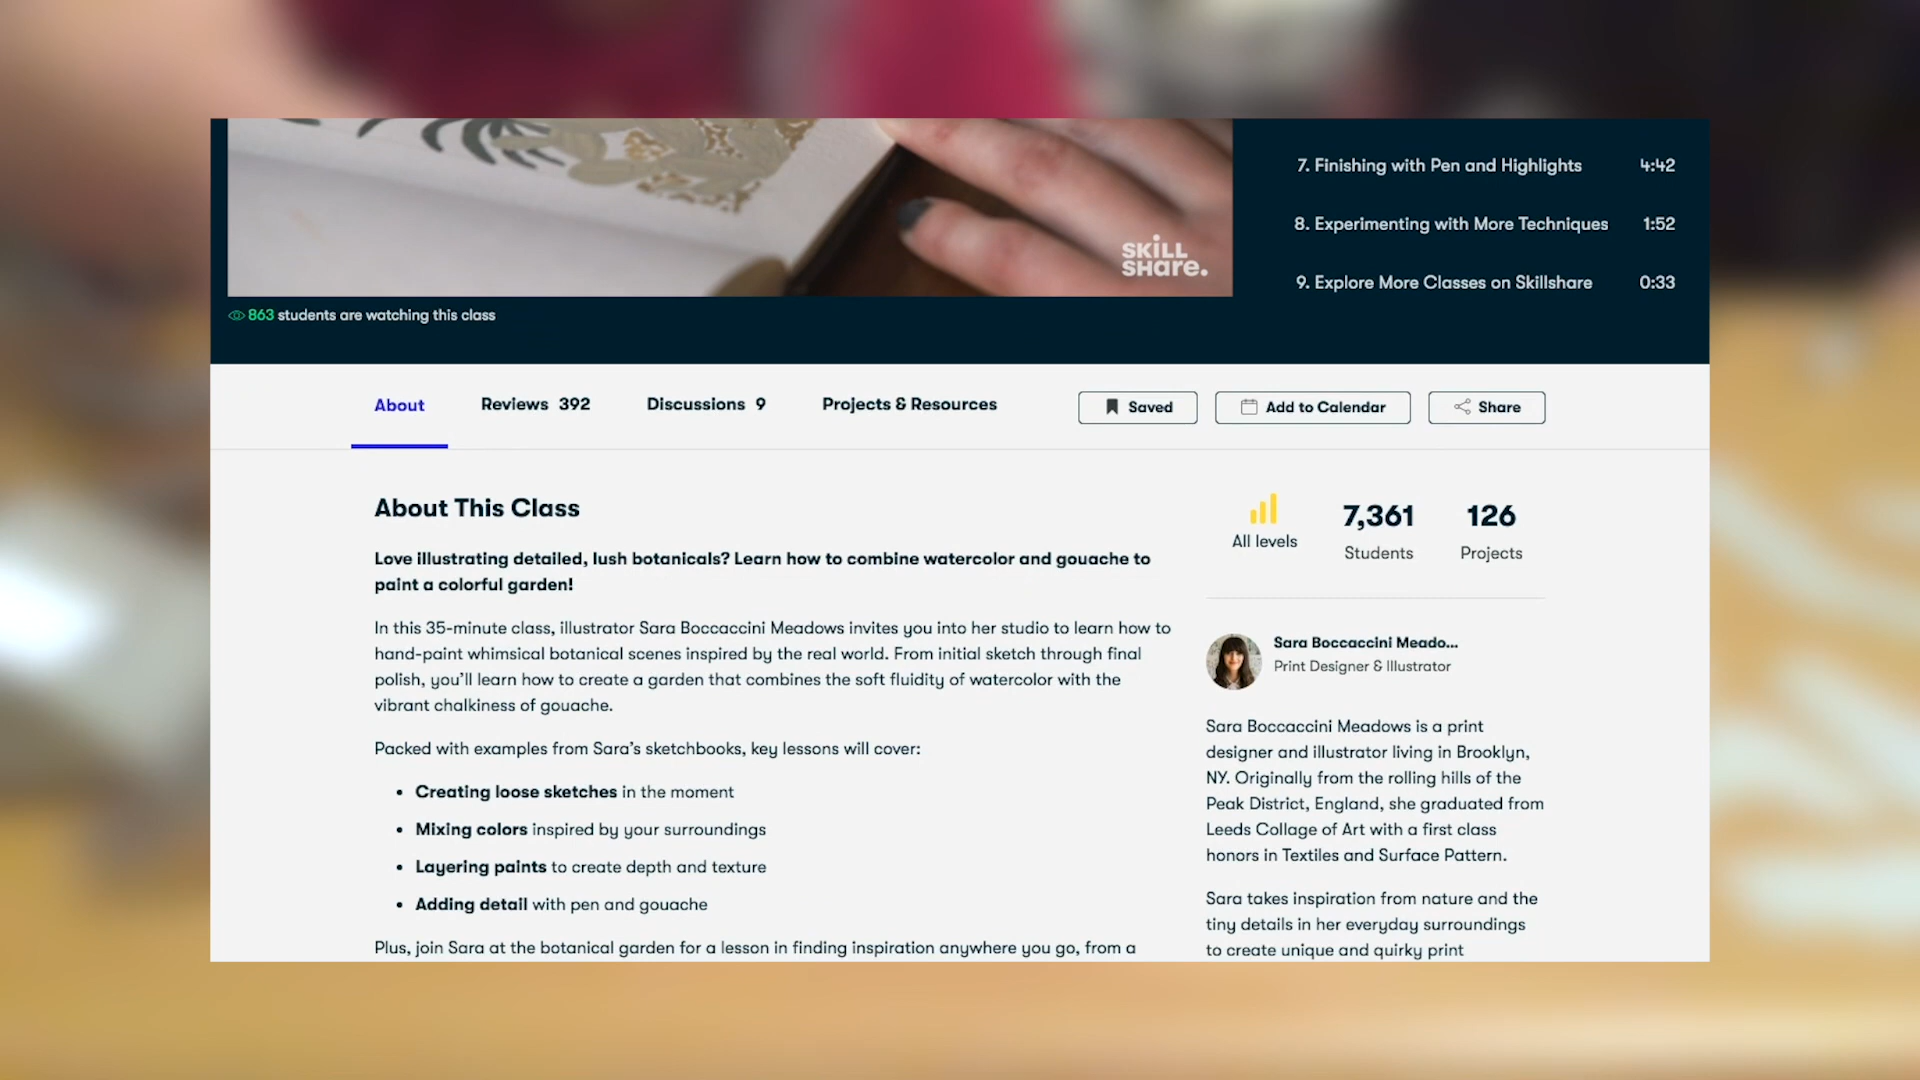 SKILL
SHare.
7. Finishing with Pen and Highlights 4:42
8. Experimenting with More Techniques 1:52
9. Explore More Classes on Skillshare 0:33
863 students are watching this class
About Reviews 392 Discussions 9 Projects & Resources Saved Add to Calendar Share
About This Class
Love illustrating detailed, lush botanicals? Learn how to combine watercolor and gouache to
paint a colorful garden!
In this 35-minute class, illustrator Sara Boccaccini Meadows invites you into her studio to learn how to
hand-paint whimsical botanical scenes inspired by the real world. From initial sketch through final
polish, you’ll learn how to create a garden that combines the soft fluidity of watercolor with the
vibrant chalkiness of gouache.
Packed with examples from Sara’s sketchbooks, key lessons will cover:
• Creating loose sketches in the moment
• Mixing colors inspired by your surroundings
• Layering paints to create depth and texture
• Adding detail with pen and gouache
Plus, join Sara at the botanical garden for a lesson in finding inspiration anywhere you go, from a
All levels
7,361
Students
126
Projects
Sara Boccaccini Meado...
Print Designer & Illustrator
Sara Boccaccini Meadows is a print
designer and illustrator living in Brooklyn,
NY. Originally from the rolling hills of the
Peak District, England, she graduated from
Leeds Collage of Art with a first class
honors in Textiles and Surface Pattern.
Sara takes inspiration from nature and the
tiny details in her everyday surroundings
to create unique and quirky print